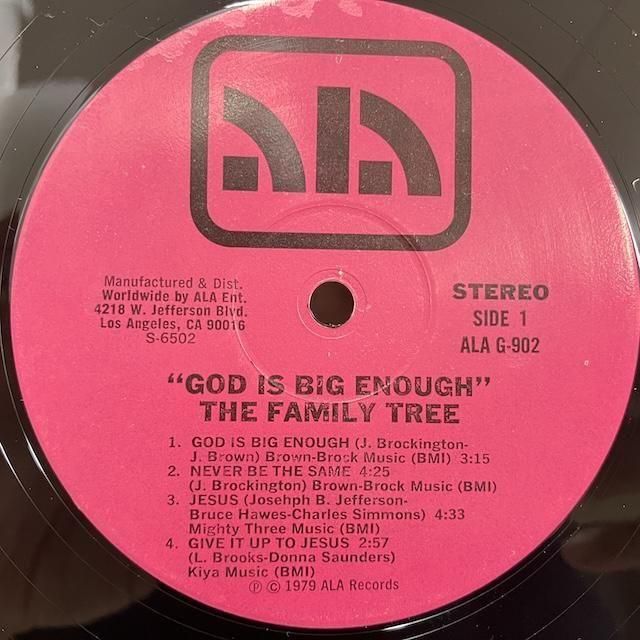 ALA
Manufactured & Dist.
Worldwide by ALA Ent.
4218 W. Jefferson Blvd.
Los Angeles, CA 90016
S-6502
STEREO
SIDE 1
ALA G-902
"GOD IS BIG ENOUGH"
THE FAMILY TREE
1. GOD IS BIG ENOUGH (J. Brockington-
J. Brown) Brown-Brock Music (BMI) 3:15
2. NEVER BE THE SAME 4:25
(J. Brockington) Brown-Brock Music (BMI)
3. JESUS (Josehph B. Jefferson-
Bruce Hawes-Charles Simmons) 4:33
Mighty Three Music (BMI)
4. GIVE IT UP TO JESUS 2:57
(L. Brooks-Donna Saunders)
Kiya Music (BMI)
℗ © 1979 ALA Records